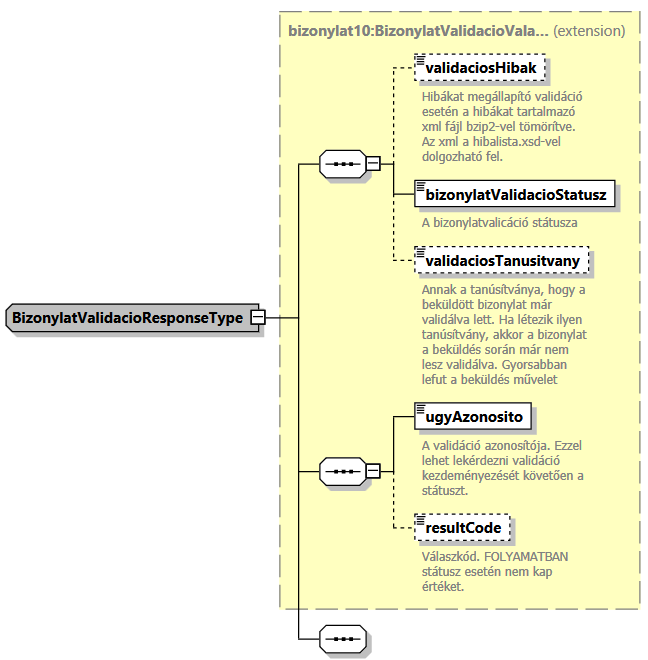 bizonylat10:BizonylatValidacioVala... (extension)
validaciosHibak
Hibákat megállapító validáció
esetén a hibákat tartalmazó
xml fájl bzip2-vel tömörítve.
Az xml a hibalista.xsd-vel
dolgozható fel.
bizonylatValidacioStatusz
A bizonylatvalicáció státusza
validaciosTanusitvany
Annak a tanúsítványa, hogy a
beküldött bizonylat már
validálva lett. Ha létezik ilyen
tanúsítvány, akkor a bizonylat
a beküldés során már nem
lesz validálva. Gyorsabban
lefut a beküldés művelet
BizonylatValidacioResponseType
ugyAzonosito
A validáció azonosítója. Ezzel
lehet lekérdezni validáció
kezdeményezését követően a
státuszt.
resultCode
Válaszkód. FOLYAMATBAN
státusz esetén nem kap
értéket.